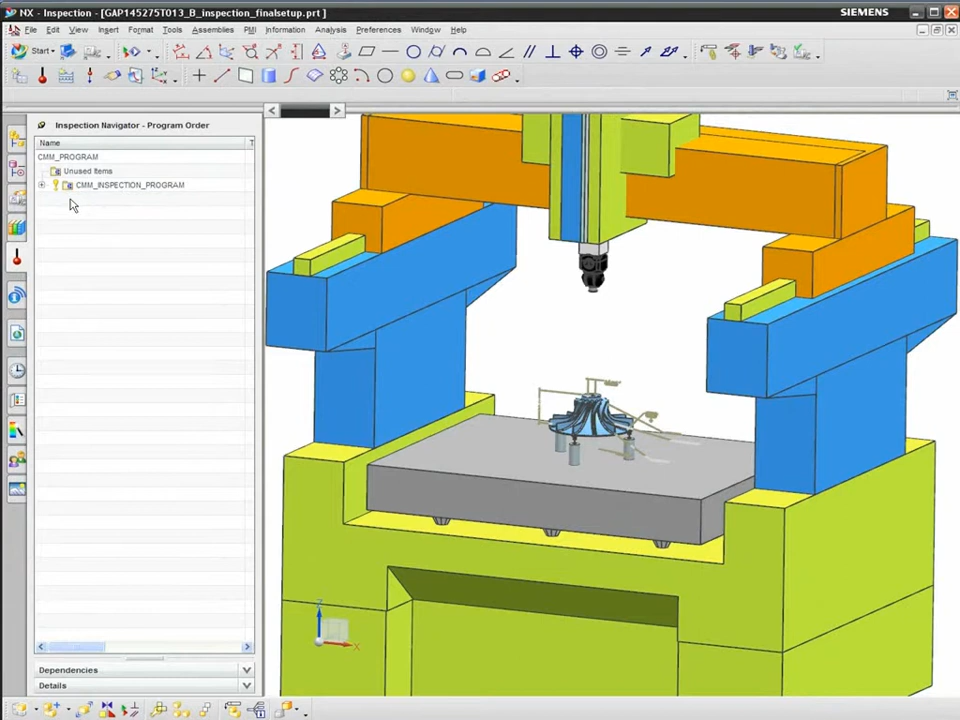 NX - Inspection - [GAP145275T013_B_inspection_finalsetup.prt ]
SIEMENS
File Edit View Insert Format Tools Assemblies PMI Information Analysis Preferences Window Help
Start
Inspection Navigator - Program Order
Name
CMM_PROGRAM
Unused Items
CMM_INSPECTION_PROGRAM
Z
X
Dependencies
Details